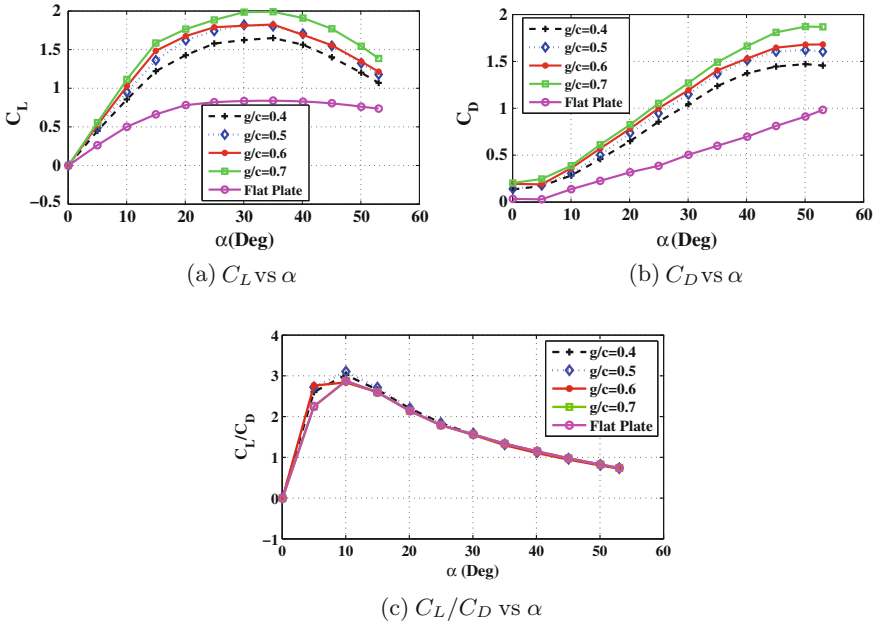 2
1.5
1
0.5
0
−0.5
C_L
g/c=0.4
g/c=0.5
g/c=0.6
g/c=0.7
Flat Plate
0 10 20 30 40 50 60
α(Deg)
(a) C_L vs α
2
1.5
1
0.5
0
C_D
g/c=0.4
g/c=0.5
g/c=0.6
g/c=0.7
Flat Plate
0 10 20 30 40 50 60
α(Deg)
(b) C_D vs α
4
3
2
1
0
−1
C_L/C_D
g/c=0.4
g/c=0.5
g/c=0.6
g/c=0.7
Flat Plate
0 10 20 30 40 50 60
α (Deg)
(c) C_L/C_D vs α